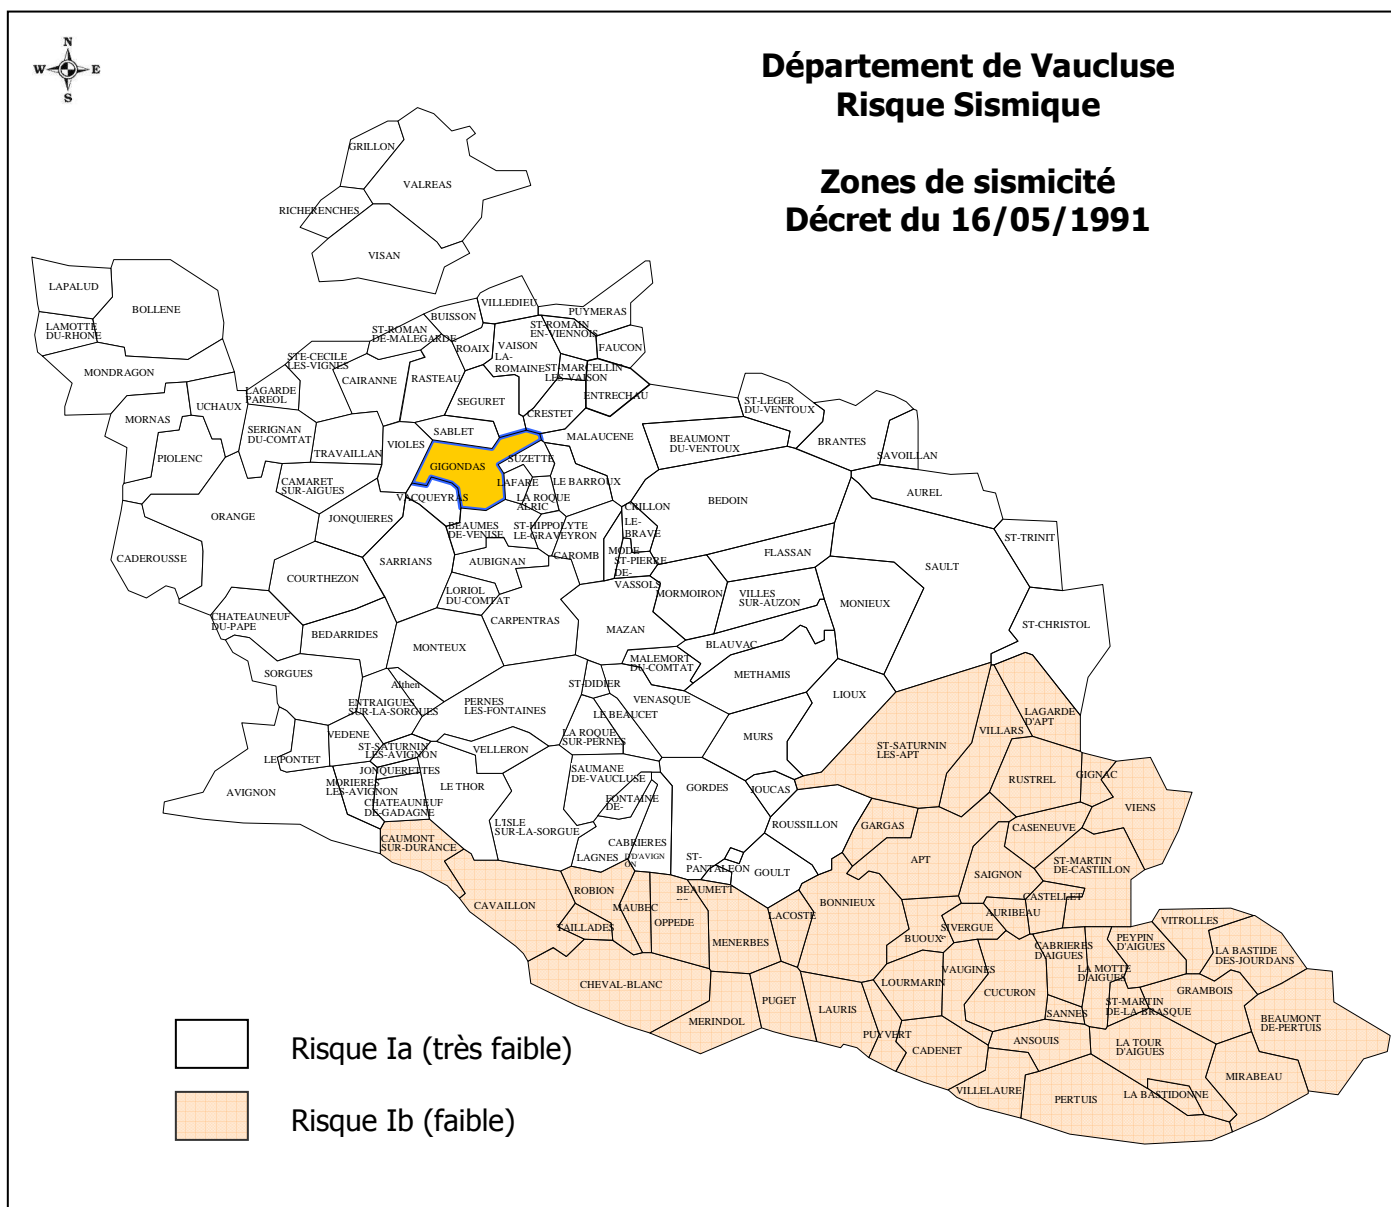 N
W
E
S
Département de Vaucluse
Risque Sismique
Zones de sismicité
Décret du 16/05/1991
GRILLON
VALREAS
RICHERENCHES
VISAN
LAPALUD
BOLLENE
LAMOTTE
DU-RHONE
MONDRAGON
VILLEDIEU
PUYMERAS
BUISSON
ST-ROMAN
DE-MALEGARDE
ST-ROMAIN
EN-VIENNOIS
FAUCON
ROAIX
VAISON
LA-
ROMAINE
STE-CECILE
LES-VIGNES
CAIRANNE
RASTEAU
ST-MARCELLIN
LES-VAISON
ENTRECHAU
LAGARDE
PAREOL
UCHAUX
MORNAS
SEGURET
CRESTET
ST-LEGER
DU-VENTOUX
SERIGNAN
DU-COMTAT
SABLET
VIOLES
TRAVAILLAN
PIOLENC
MALAUCENE
BEAUMONT
DU-VENTOUX
BRANTES
SAVOILLAN
GIGONDAS
SUZETTE
LAFARE
LE BARROUX
CAMARET
SUR-AIGUES
VACQUEYRAS
LA ROQUE
ALRIC
BEDOIN
AUREL
CRILLON
LE-
BRAVE
ORANGE
JONQUIERES
BEAUMES
DE-VENISE
ST-HIPPOLYTE
LE-GRAVEYRON
CADEROUSSE
SARRIANS
AUBIGNAN
CAROMB
MODE
ST-PIERRE
DE-
VASSOLS
FLASSAN
SAULT
ST-TRINIT
COURTHEZON
LORIOL
DU-COMTAT
MORMOIRON
VILLES
SUR-AUZON
MONIEUX
CHATEAUNEUF
DU-PAPE
BEDARRIDES
CARPENTRAS
MAZAN
ST-CHRISTOL
MONTEUX
BLAUVAC
MALEMORT
DU-COMTAT
METHAMIS
SORGUES
Althen
ST-DIDIER
LIOUX
ENTRAIGUES
SUR-LA-SORGUES
PERNES
LES-FONTAINES
VENASQUE
LE BEAUCET
LAGARDE
D'APT
VEDENE
LA ROQUE
SUR-PERNES
MURS
VILLARS
ST-SATURNIN
LES-AVIGNON
VELLERON
ST-SATURNIN
LES-APT
LE PONTET
JONQUERETTES
SAUMANE
DE-VAUCLUSE
RUSTREL
GIGNAC
MORIERES
LES-AVIGNON
AVIGNON
LE THOR
GORDES
JOUCAS
FONTAINE
DE-
CHATEAUNEUF
DE-GADAGNE
VIENS
L'ISLE
SUR-LA-SORGUE
ROUSSILLON
GARGAS
CASENEUVE
CAUMONT
SUR-DURANCE
CABRIERES
D'AVIGN
ON
LAGNES
ST-
PANTALEON
GOULT
APT
SAIGNON
ST-MARTIN
DE-CASTILLON
ROBION
BEAUMETT
CASTELLET
CAVAILLON
MAUBEC
LACOSTE
BONNIEUX
AURIBEAU
TAILLADES
OPPEDE
SIVERGUE
VITROLLES
MENERBES
BUOUX
CABRIERES
D'AIGUES
PEYPIN
D'AIGUES
LA BASTIDE
DES-JOURDANS
VAUGINES
LA MOTTE
D'AIGUES
CHEVAL-BLANC
LOURMARIN
CUCURON
GRAMBOIS
PUGET
LAURIS
ST-MARTIN
DE-LA-BRASQUE
SANNES
MERINDOL
BEAUMONT
DE-PERTUIS
PUYVERT
ANSOUIS
LA TOUR
D'AIGUES
CADENET
MIRABEAU
VILLELAURE
PERTUIS
LA BASTIDONNE
Risque Ia (très faible)
Risque Ib (faible)